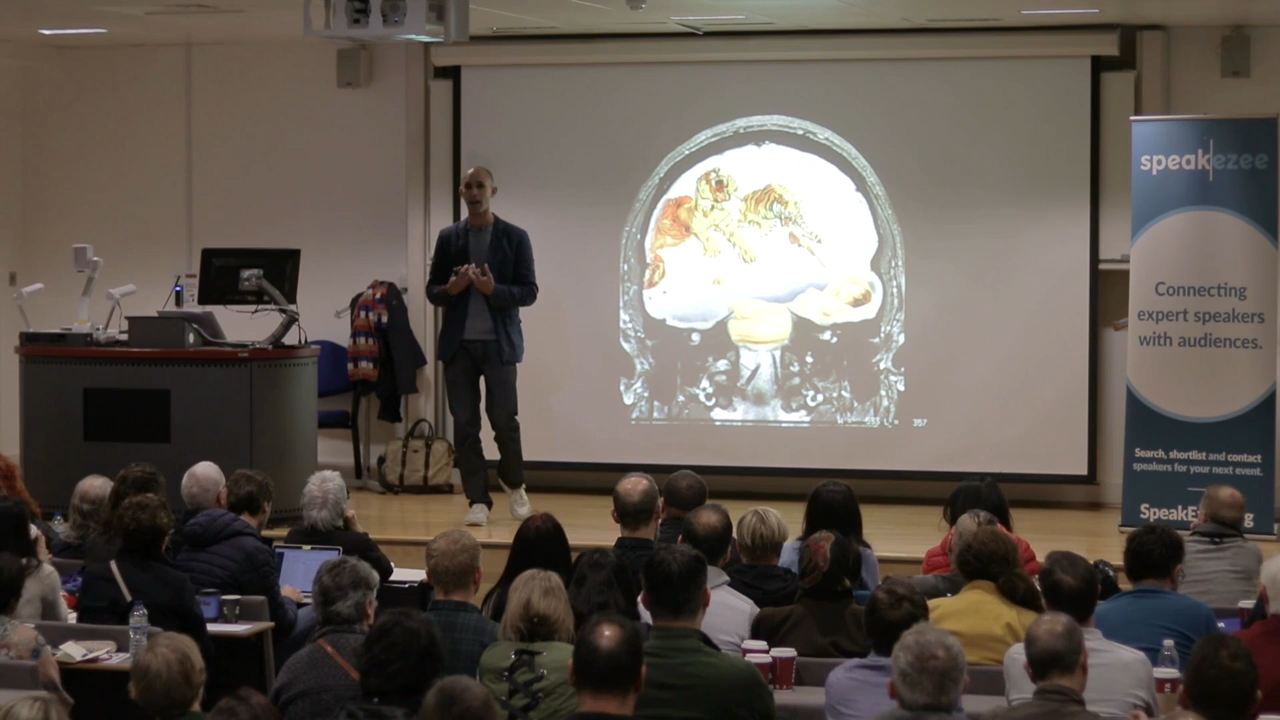 speakezee
Connecting
expert speakers
with audiences.
Search, shortlist and contact
speakers for your next event.
357